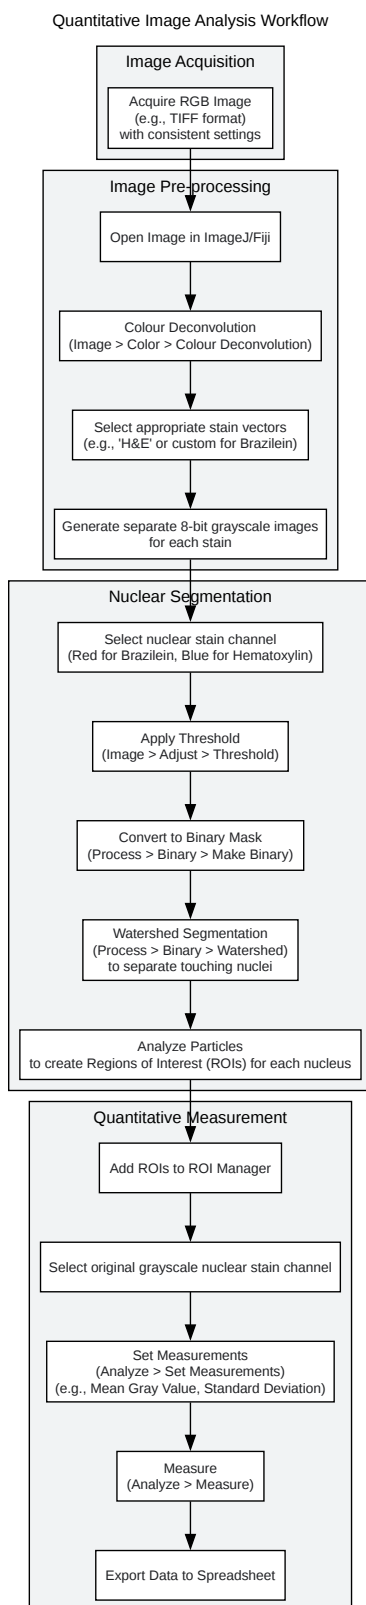 Quantitative Image Analysis Workflow
Image Acquisition
Acquire RGB Image
(e.g., TIFF format)
with consistent settings
Image Pre-processing
Open Image in ImageJ/Fiji
Colour Deconvolution
(Image > Color > Colour Deconvolution)
Select appropriate stain vectors
(e.g., 'H&E' or custom for Brazilein)
Generate separate 8-bit grayscale images
for each stain
Nuclear Segmentation
Select nuclear stain channel
(Red for Brazilein, Blue for Hematoxylin)
Apply Threshold
(Image > Adjust > Threshold)
Convert to Binary Mask
(Process > Binary > Make Binary)
Watershed Segmentation
(Process > Binary > Watershed)
to separate touching nuclei
Analyze Particles
to create Regions of Interest (ROIs) for each nucleus
Quantitative Measurement
Add ROIs to ROI Manager
Select original grayscale nuclear stain channel
Set Measurements
(Analyze > Set Measurements)
(e.g., Mean Gray Value, Standard Deviation)
Measure
(Analyze > Measure)
Export Data to Spreadsheet